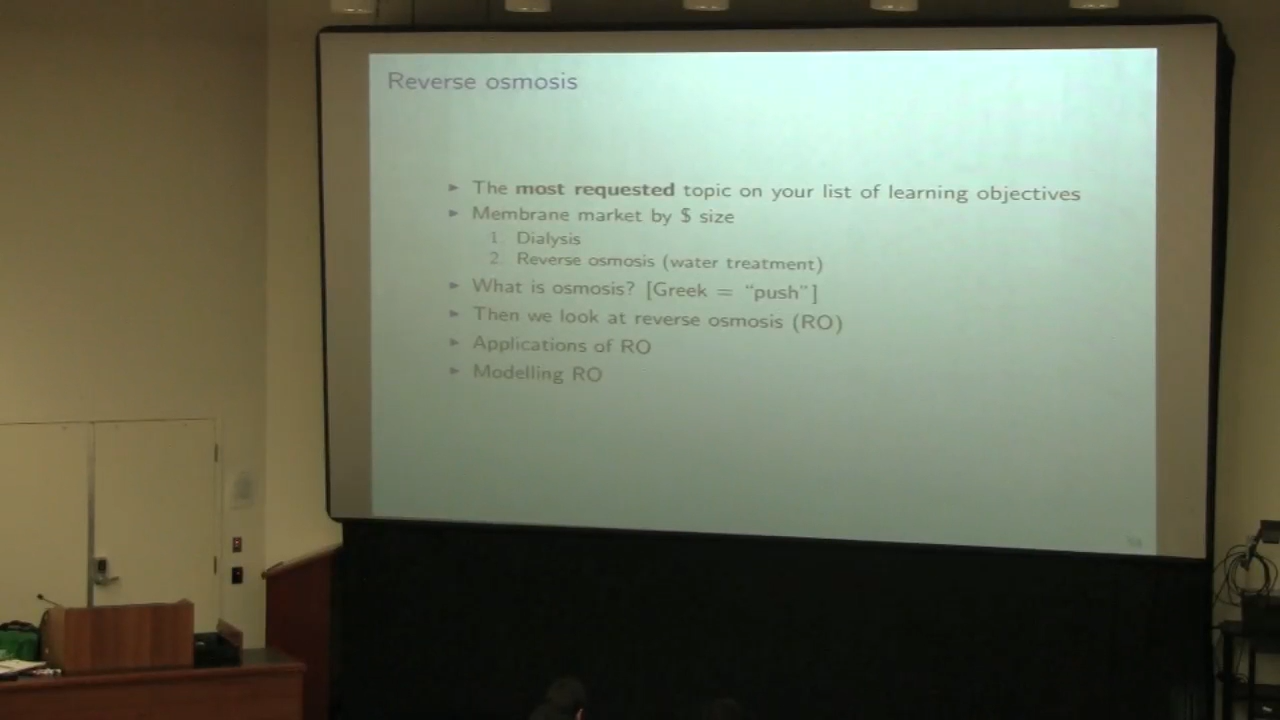 Reverse osmosis
► The most requested topic on your list of learning objectives
► Membrane market by $ size
1 Dialysis
2 Reverse osmosis (water treatment)
► What is osmosis? [Greek = “push”]
► Then we look at reverse osmosis (RO)
► Applications of RO
► Modelling RO